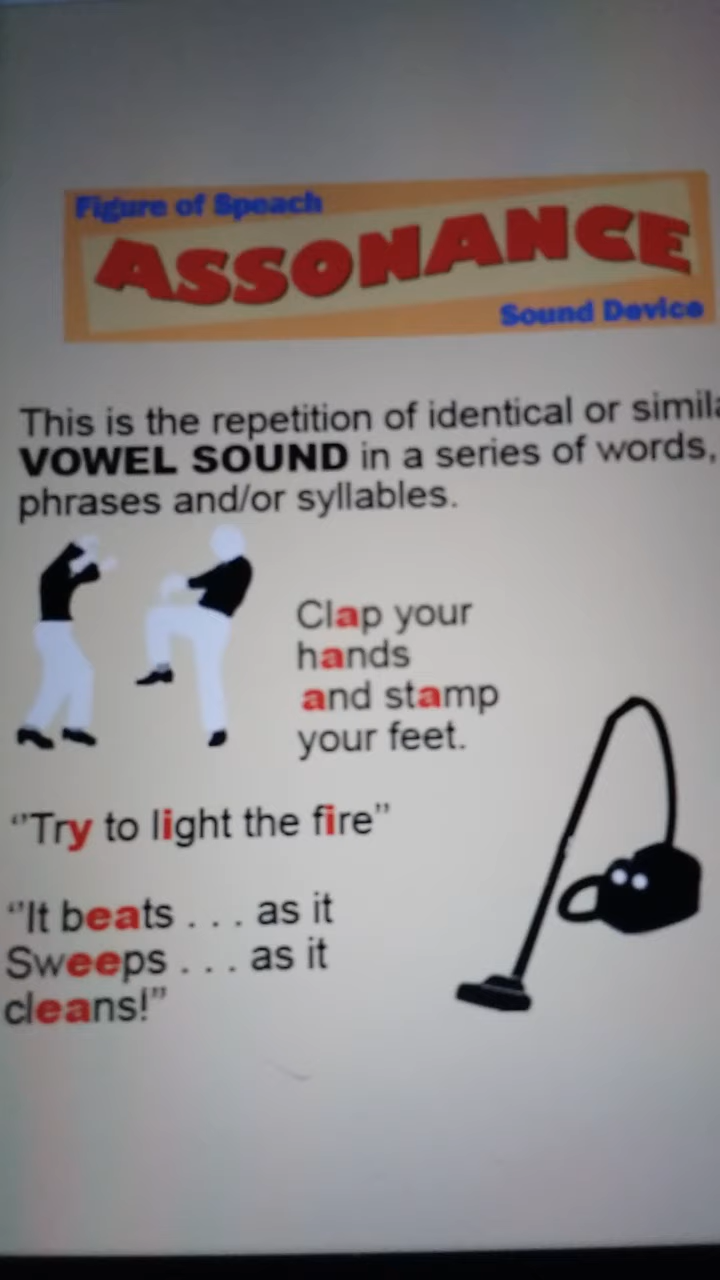 Figure of Speach
ASSONANCE
Sound Device
This is the repetition of identical or simila
VOWEL SOUND in a series of words,
phrases and/or syllables.
Clap your
hands
and stamp
your feet.
“Try to light the fire”
“It beats . . . as it
Sweeps . . . as it
cleans!”